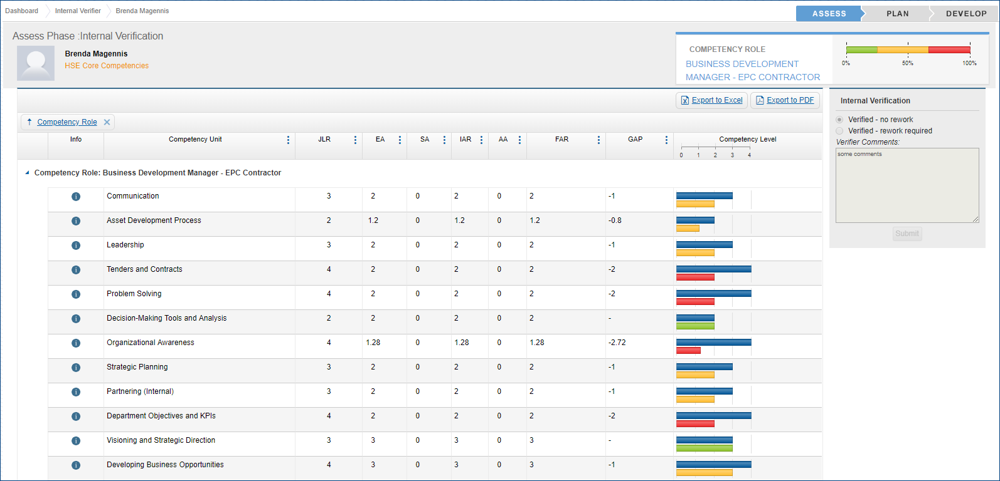 Dashboard Internal Verifier Brenda Magennis
ASSESS PLAN DEVELOP
Assess Phase :Internal Verification
Brenda Magennis
HSE Core Competencies
COMPETENCY ROLE
BUSINESS DEVELOPMENT
MANAGER - EPC CONTRACTOR
0% 50% 100%
Export to Excel Export to PDF
Competency Role
Info Competency Unit JLR EA SA IAR AA FAR GAP Competency Level
0 1 2 3 4
Competency Role: Business Development Manager - EPC Contractor
Communication 3 2 0 2 0 2 -1
Asset Development Process 2 1.2 0 1.2 0 1.2 -0.8
Leadership 3 2 0 2 0 2 -1
Tenders and Contracts 4 2 0 2 0 2 -2
Problem Solving 4 2 0 2 0 2 -2
Decision-Making Tools and Analysis 2 2 0 2 0 2 -
Organizational Awareness 4 1.28 0 1.28 0 1.28 -2.72
Strategic Planning 3 2 0 2 0 2 -1
Partnering (Internal) 3 2 0 2 0 2 -1
Department Objectives and KPIs 4 2 0 2 0 2 -2
Visioning and Strategic Direction 3 3 0 3 0 3 -
Developing Business Opportunities 4 3 0 3 0 3 -1
Internal Verification
Verified - no rework
Verified - rework required
Verifier Comments:
some comments
Submit